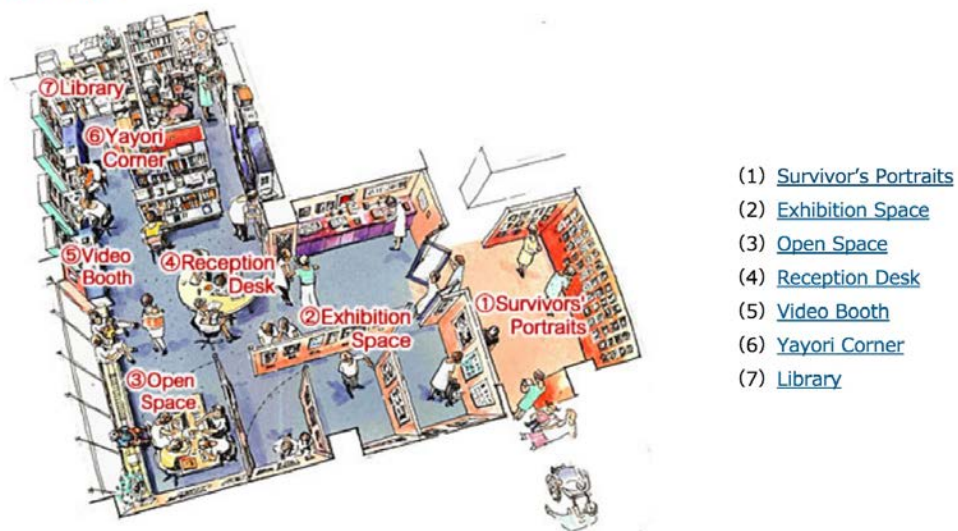 ⑦Library
⑥Yayori
Corner
⑤Video
Booth
④Reception
Desk
②Exhibition
Space
①Survivors'
Portraits
③Open
Space
(1) Survivor's Portraits
(2) Exhibition Space
(3) Open Space
(4) Reception Desk
(5) Video Booth
(6) Yayori Corner
(7) Library